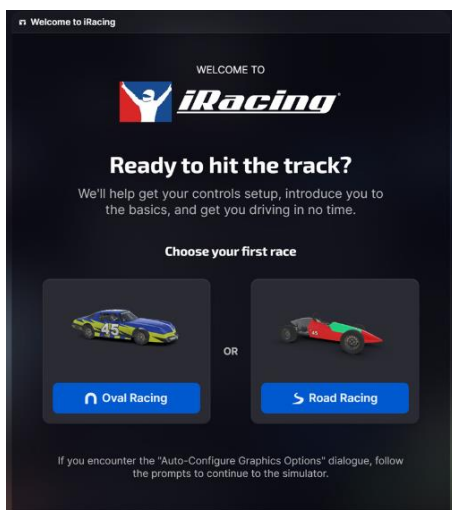 Welcome to iRacing
WELCOME TO
iRacing
Ready to hit the track?
We'll help get your controls setup, introduce you to
the basics, and get you driving in no time.
Choose your first race
45
45
OR
Oval Racing
Road Racing
If you encounter the "Auto-Configure Graphics Options" dialogue, follow
the prompts to continue to the simulator.